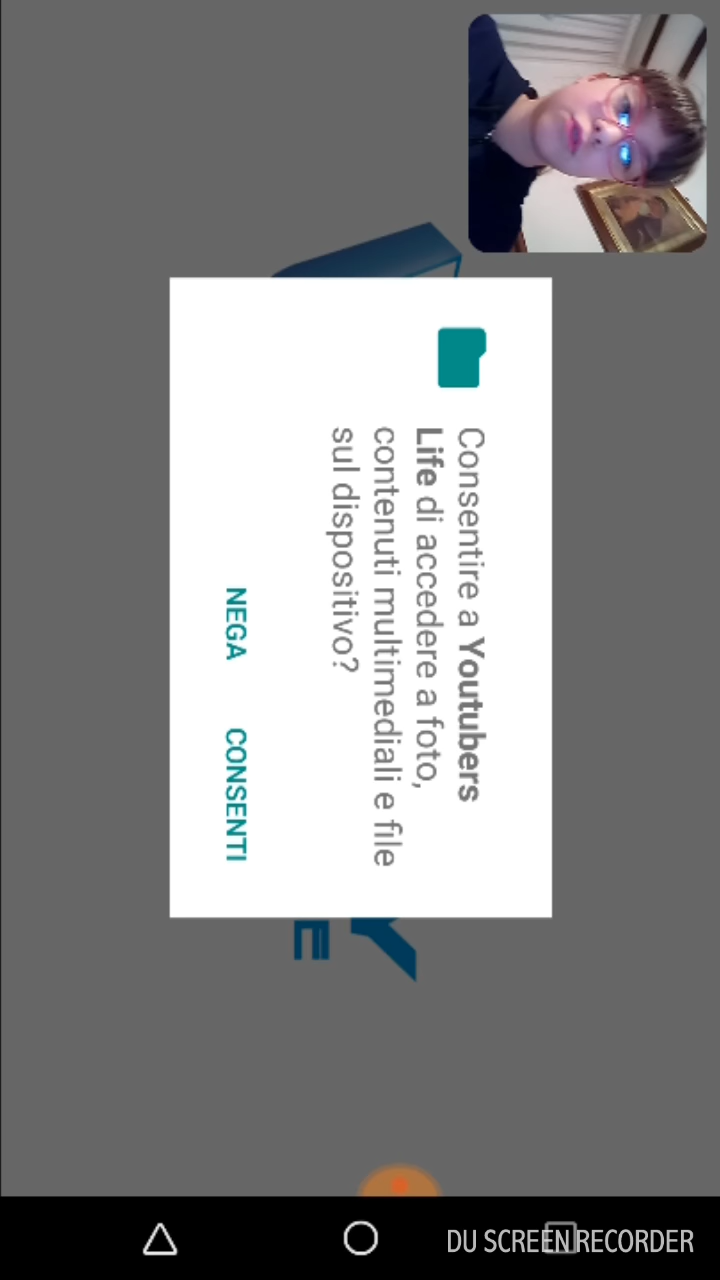 Consentire a Youtubers
Life di accedere a foto,
contenuti multimediali e file
sul dispositivo?
NEGA CONSENTI
Y
E
DU SCREEN RECORDER